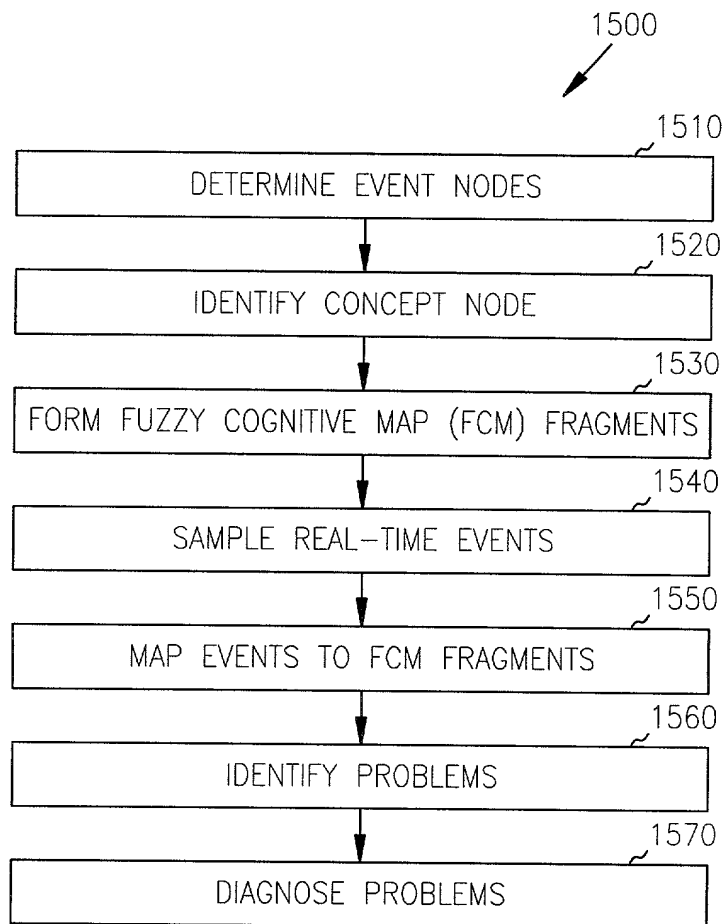 1500
1510
DETERMINE EVENT NODES
1520
IDENTIFY CONCEPT NODE
1530
FORM FUZZY COGNITIVE MAP (FCM) FRAGMENTS
1540
SAMPLE REAL-TIME EVENTS
1550
MAP EVENTS TO FCM FRAGMENTS
1560
IDENTIFY PROBLEMS
1570
DIAGNOSE PROBLEMS